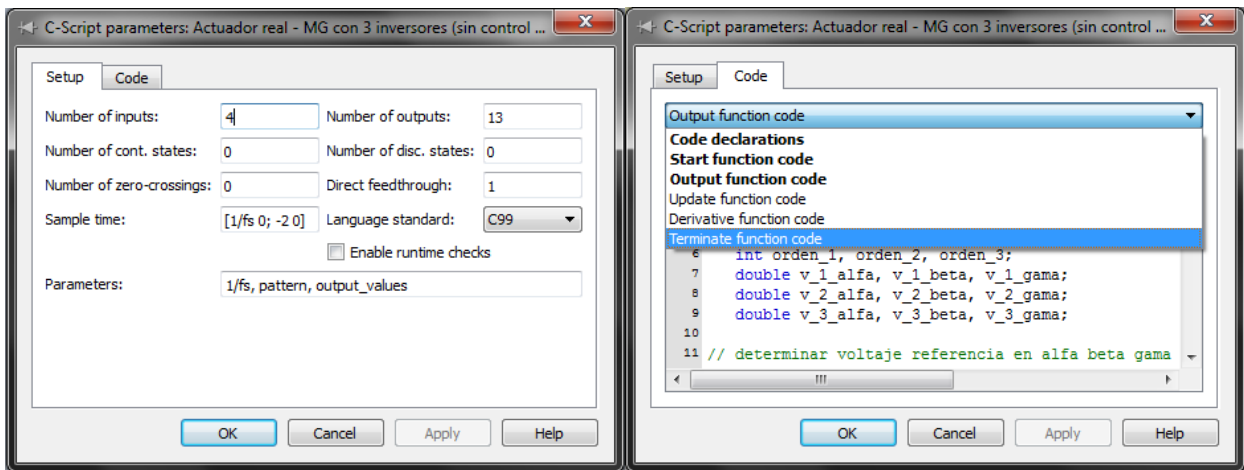 C-Script parameters: Actuador real - MG con 3 inversores (sin control ...
Setup Code
Number of inputs: 4 Number of outputs: 13
Number of cont. states: 0 Number of disc. states: 0
Number of zero-crossings: 0 Direct feedthrough: 1
Sample time: [1/fs 0; -2 0] Language standard: C99
Enable runtime checks
Parameters: 1/fs, pattern, output_values
OK Cancel Apply Help
C-Script parameters: Actuador real - MG con 3 inversores (sin control ...
Setup Code
Output function code
Code declarations
Start function code
Output function code
Update function code
Derivative function code
Terminate function code
6 int orden_1, orden_2, orden_3;
7 double v_1_alfa, v_1_beta, v_1_gama;
8 double v_2_alfa, v_2_beta, v_2_gama;
9 double v_3_alfa, v_3_beta, v_3_gama;
10
11 // determinar voltaje referencia en alfa beta gama
OK Cancel Apply Help